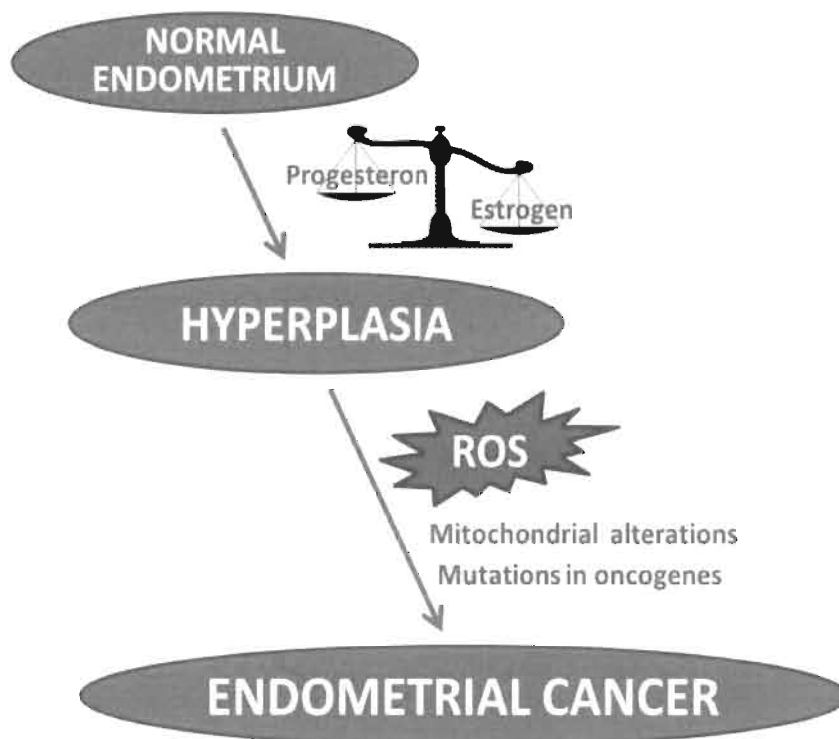 NORMAL
ENDOMETRIUM
Progesteron
Estrogen
HYPERPLASIA
ROS
Mitochondrial alterations
Mutations in oncogenes
ENDOMETRIAL CANCER